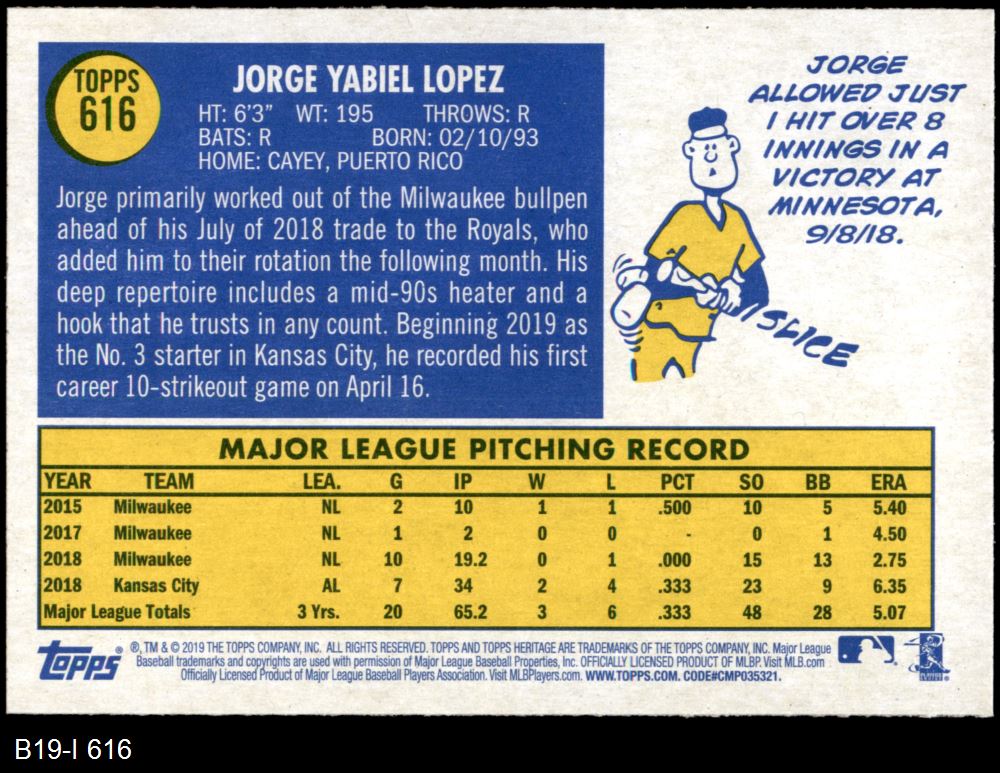 TOPPS
616
JORGE YABIEL LOPEZ
HT: 6'3" WT: 195 THROWS: R
BATS: R BORN: 02/10/93
HOME: CAYEY, PUERTO RICO
Jorge primarily worked out of the Milwaukee bullpen
ahead of his July of 2018 trade to the Royals, who
added him to their rotation the following month. His
deep repertoire includes a mid-90s heater and a
hook that he trusts in any count. Beginning 2019 as
the No. 3 starter in Kansas City, he recorded his first
career 10-strikeout game on April 16.
JORGE
ALLOWED JUST
1 HIT OVER 8
INNINGS IN A
VICTORY AT
MINNESOTA,
9/8/18.
SLICE
MAJOR LEAGUE PITCHING RECORD
YEAR TEAM LEA. G IP W L PCT SO BB ERA
2015 Milwaukee NL 2 10 1 1 .500 10 5 5.40
2017 Milwaukee NL 1 2 0 0 - 0 1 4.50
2018 Milwaukee NL 10 19.2 0 1 .000 15 13 2.75
2018 Kansas City AL 7 34 2 4 .333 23 9 6.35
Major League Totals 3 Yrs. 20 65.2 3 6 .333 48 28 5.07
topps
®, TM & © 2019 THE TOPPS COMPANY, INC. ALL RIGHTS RESERVED. TOPPS AND TOPPS HERITAGE ARE TRADEMARKS OF THE TOPPS COMPANY, INC. Major League
Baseball trademarks and copyrights are used with permission of Major League Baseball Properties, Inc. OFFICIALLY LICENSED PRODUCT OF MLBP. Visit MLB.com
Officially Licensed Product of Major League Baseball Players Association. Visit MLBPlayers.com. WWW.TOPPS.COM. CODE#CMP035321.
B19-I 616